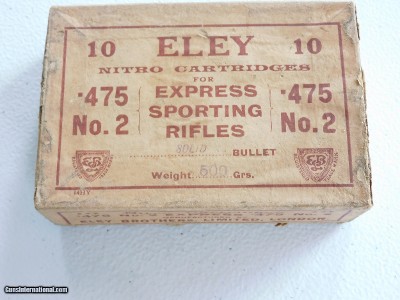 10 ELEY 10
NITRO CARTRIDGES
FOR
·475 EXPRESS ·475
No. 2 SPORTING No. 2
RIFLES
SOLID BULLET
Weight 600 Grs.
ELEY BROTHERS, LIMITED, LONDON
GunsInternational.com